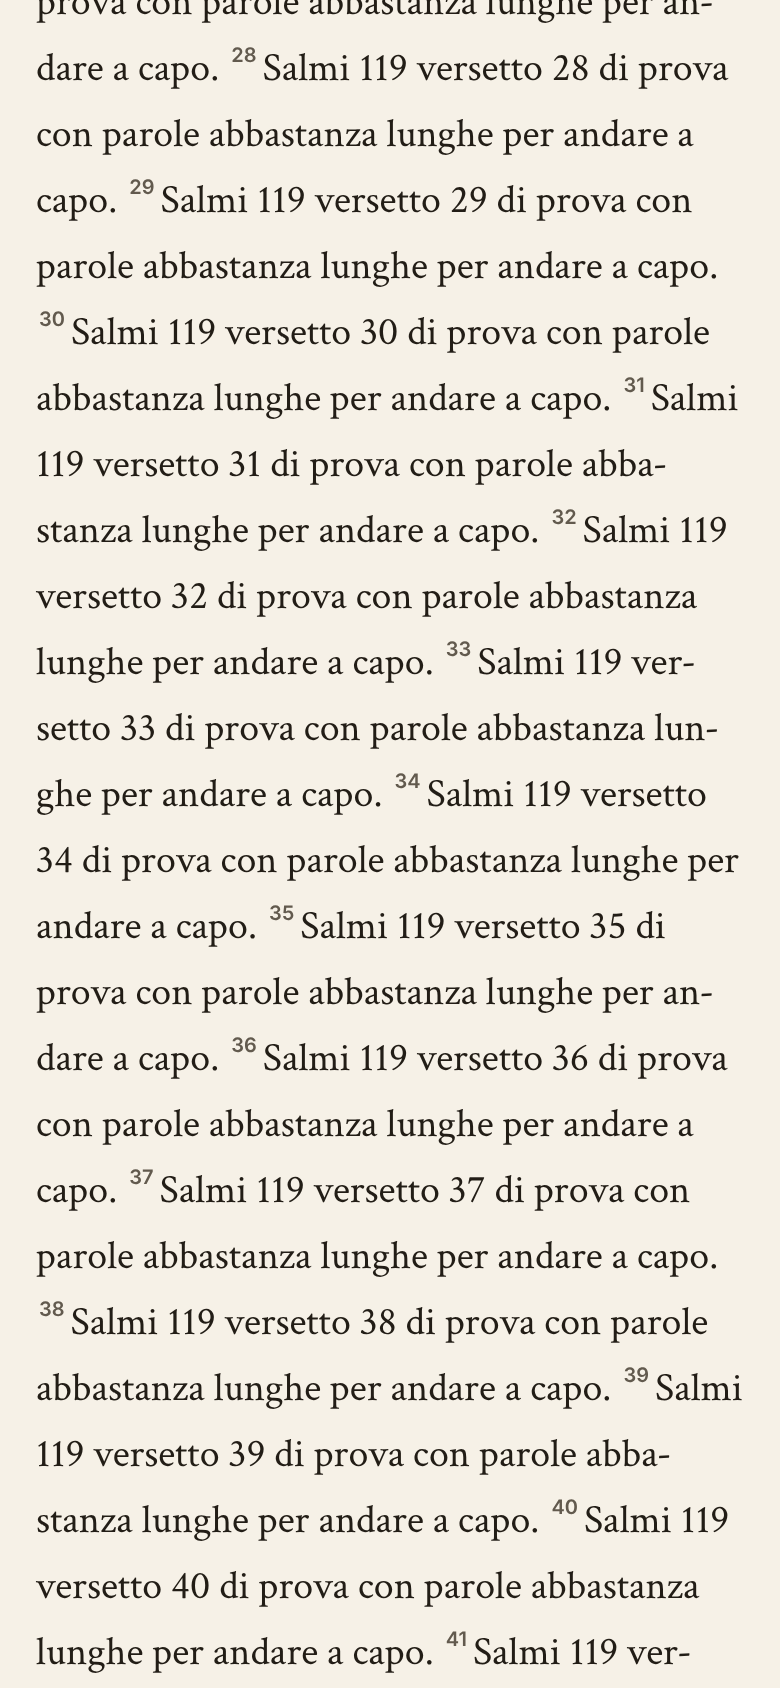 prova con parole abbastanza lunghe per an-
dare a capo. 28 Salmi 119 versetto 28 di prova
con parole abbastanza lunghe per andare a
capo. 29 Salmi 119 versetto 29 di prova con
parole abbastanza lunghe per andare a capo.
30 Salmi 119 versetto 30 di prova con parole
abbastanza lunghe per andare a capo. 31 Salmi
119 versetto 31 di prova con parole abba-
stanza lunghe per andare a capo. 32 Salmi 119
versetto 32 di prova con parole abbastanza
lunghe per andare a capo. 33 Salmi 119 ver-
setto 33 di prova con parole abbastanza lun-
ghe per andare a capo. 34 Salmi 119 versetto
34 di prova con parole abbastanza lunghe per
andare a capo. 35 Salmi 119 versetto 35 di
prova con parole abbastanza lunghe per an-
dare a capo. 36 Salmi 119 versetto 36 di prova
con parole abbastanza lunghe per andare a
capo. 37 Salmi 119 versetto 37 di prova con
parole abbastanza lunghe per andare a capo.
38 Salmi 119 versetto 38 di prova con parole
abbastanza lunghe per andare a capo. 39 Salmi
119 versetto 39 di prova con parole abba-
stanza lunghe per andare a capo. 40 Salmi 119
versetto 40 di prova con parole abbastanza
lunghe per andare a capo. 41 Salmi 119 ver-